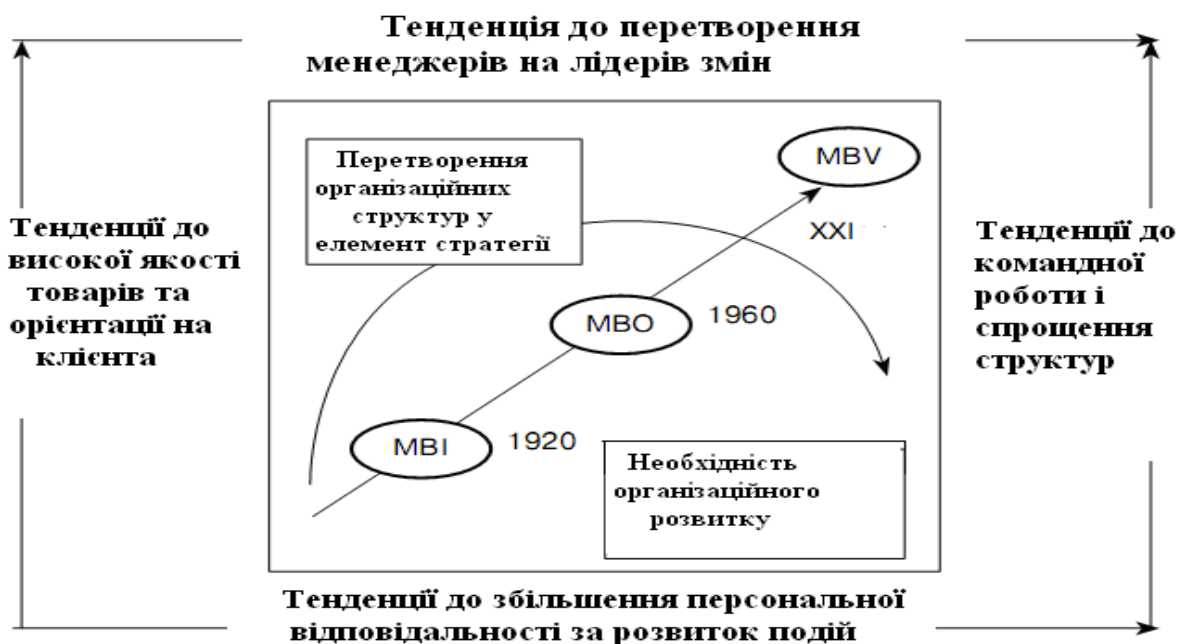 Тенденція до перетворення
менеджерів на лідерів змін
Перетворення
організаційних
структур у
елемент стратегії
MBV
XXI
Тенденції до
високої якості
товарів та
орієнтації на
клієнта
Тенденції до
командної
роботи і
спрощення
структур
MBO
1960
MBI
1920
Необхідність
організаційного
розвитку
Тенденції до збільшення персональної
відповідальності за розвиток подій